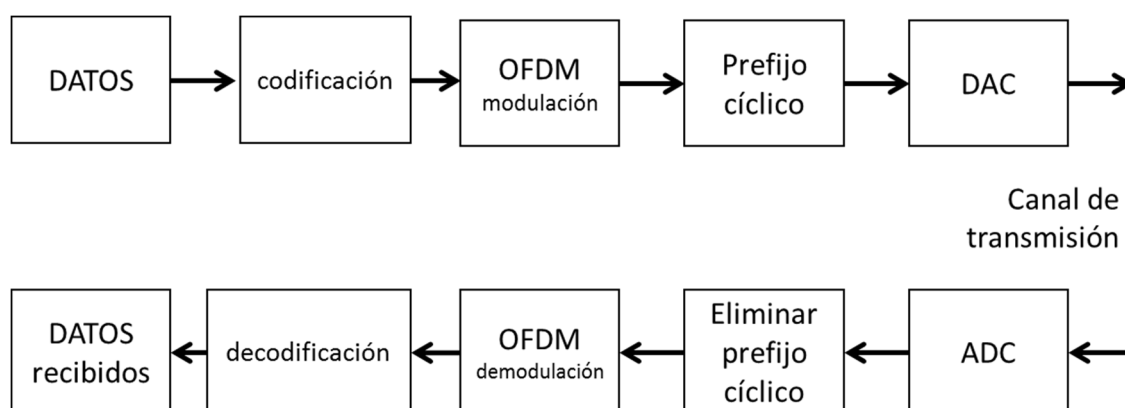 DATOS
codificación
OFDM
modulación
Prefijo
cíclico
DAC
Canal de
transmisión
DATOS
recibidos
decodificación
OFDM
demodulación
Eliminar
prefijo
cíclico
ADC